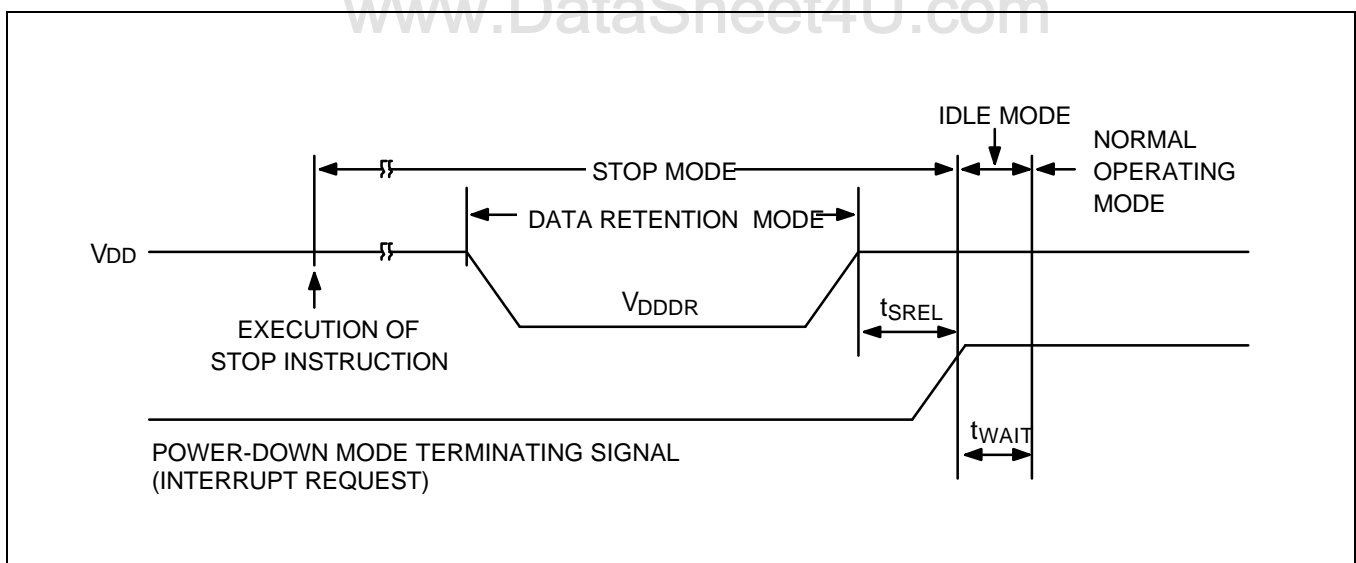 www.DataSheet4U.com
IDLE MODE
NORMAL
OPERATING
MODE
STOP MODE
DATA RETENTION MODE
VDD
VDDDR
tSREL
EXECUTION OF
STOP INSTRUCTION
tWAIT
POWER-DOWN MODE TERMINATING SIGNAL
(INTERRUPT REQUEST)